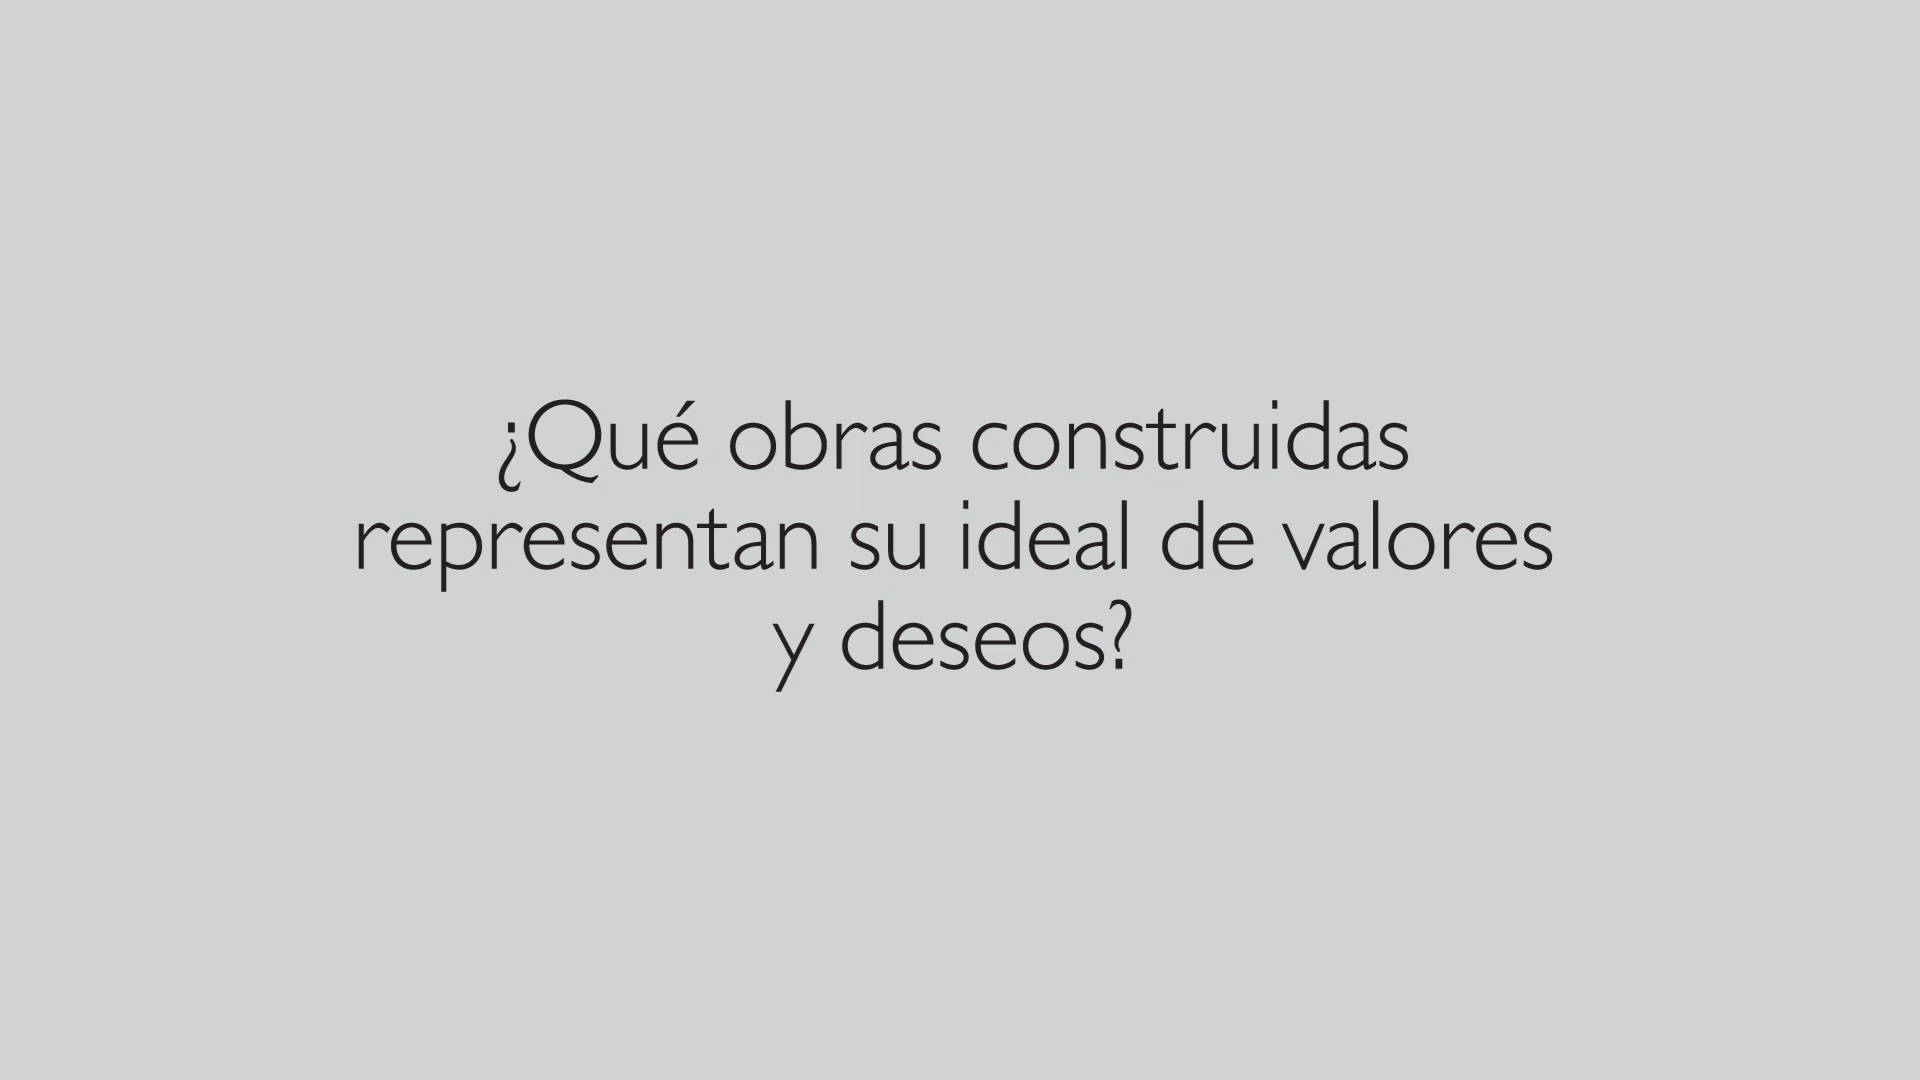 ¿Qué obras construidas
representan su ideal de valores
y deseos?